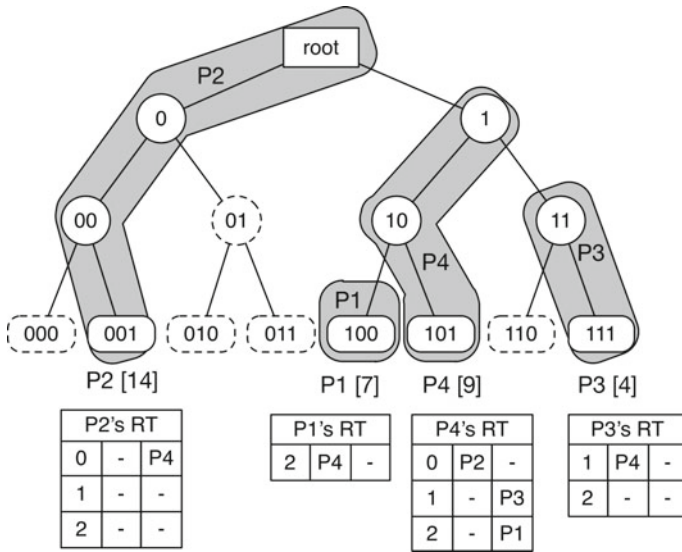 root
P2
0
1
00
01
10
11
P4
P3
P1
000
001
010
011
100
101
110
111
P2 [14]
P1 [7]
P4 [9]
P3 [4]
P2's RT
0 - P4
1 - -
2 - -
P1's RT
2 P4 -
P4's RT
0 P2 -
1 - P3
2 - P1
P3's RT
1 P4 -
2 - -